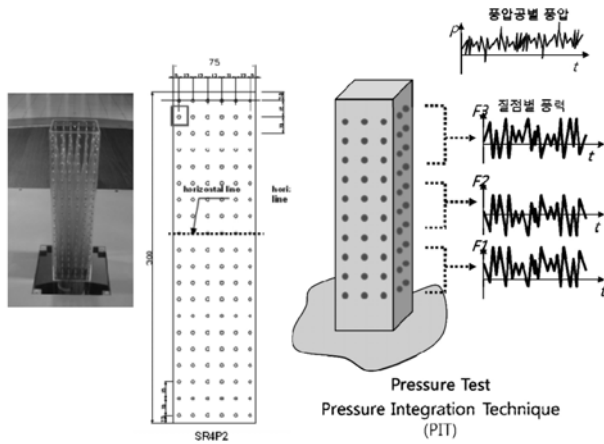 75
300
horizontal line
hori:
line
SR4P2
풍압공별 풍압
P
t
질점별 풍력
F3
t
F2
t
F1
t
Pressure Test
Pressure Integration Technique
(PIT)